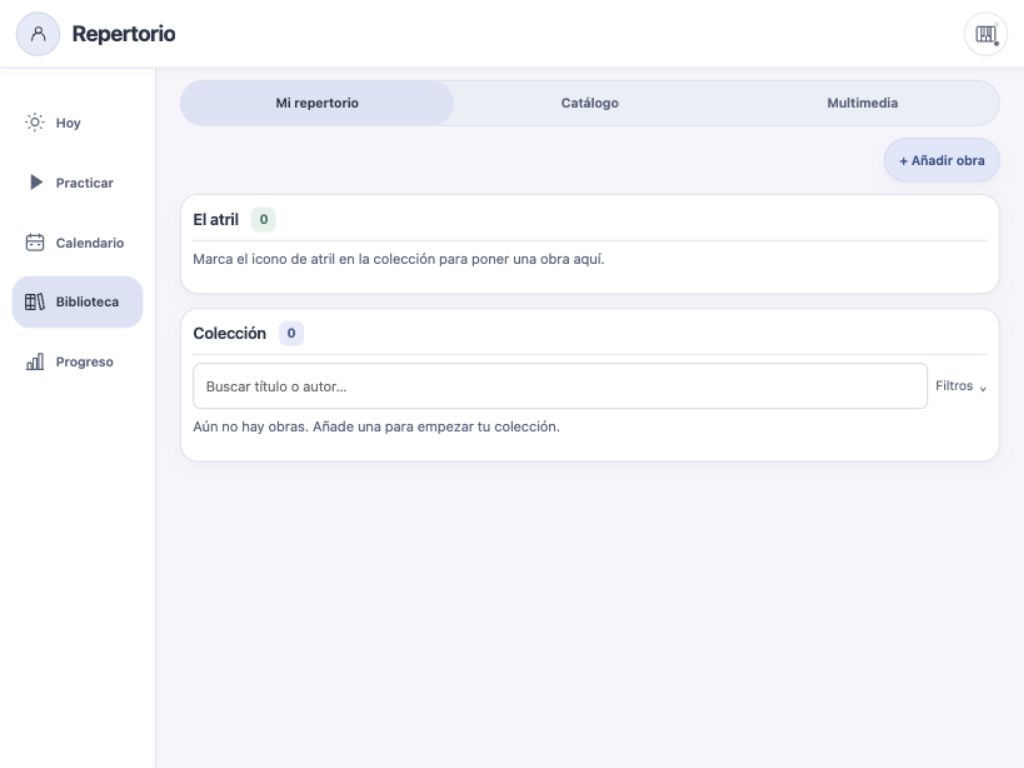 Repertorio
Hoy
Practicar
Calendario
Biblioteca
Progreso
Mi repertorio
Catálogo
Multimedia
+ Añadir obra
El atril 0
Marca el icono de atril en la colección para poner una obra aquí.
Colección 0
Buscar título o autor...
Filtros
Aún no hay obras. Añade una para empezar tu colección.